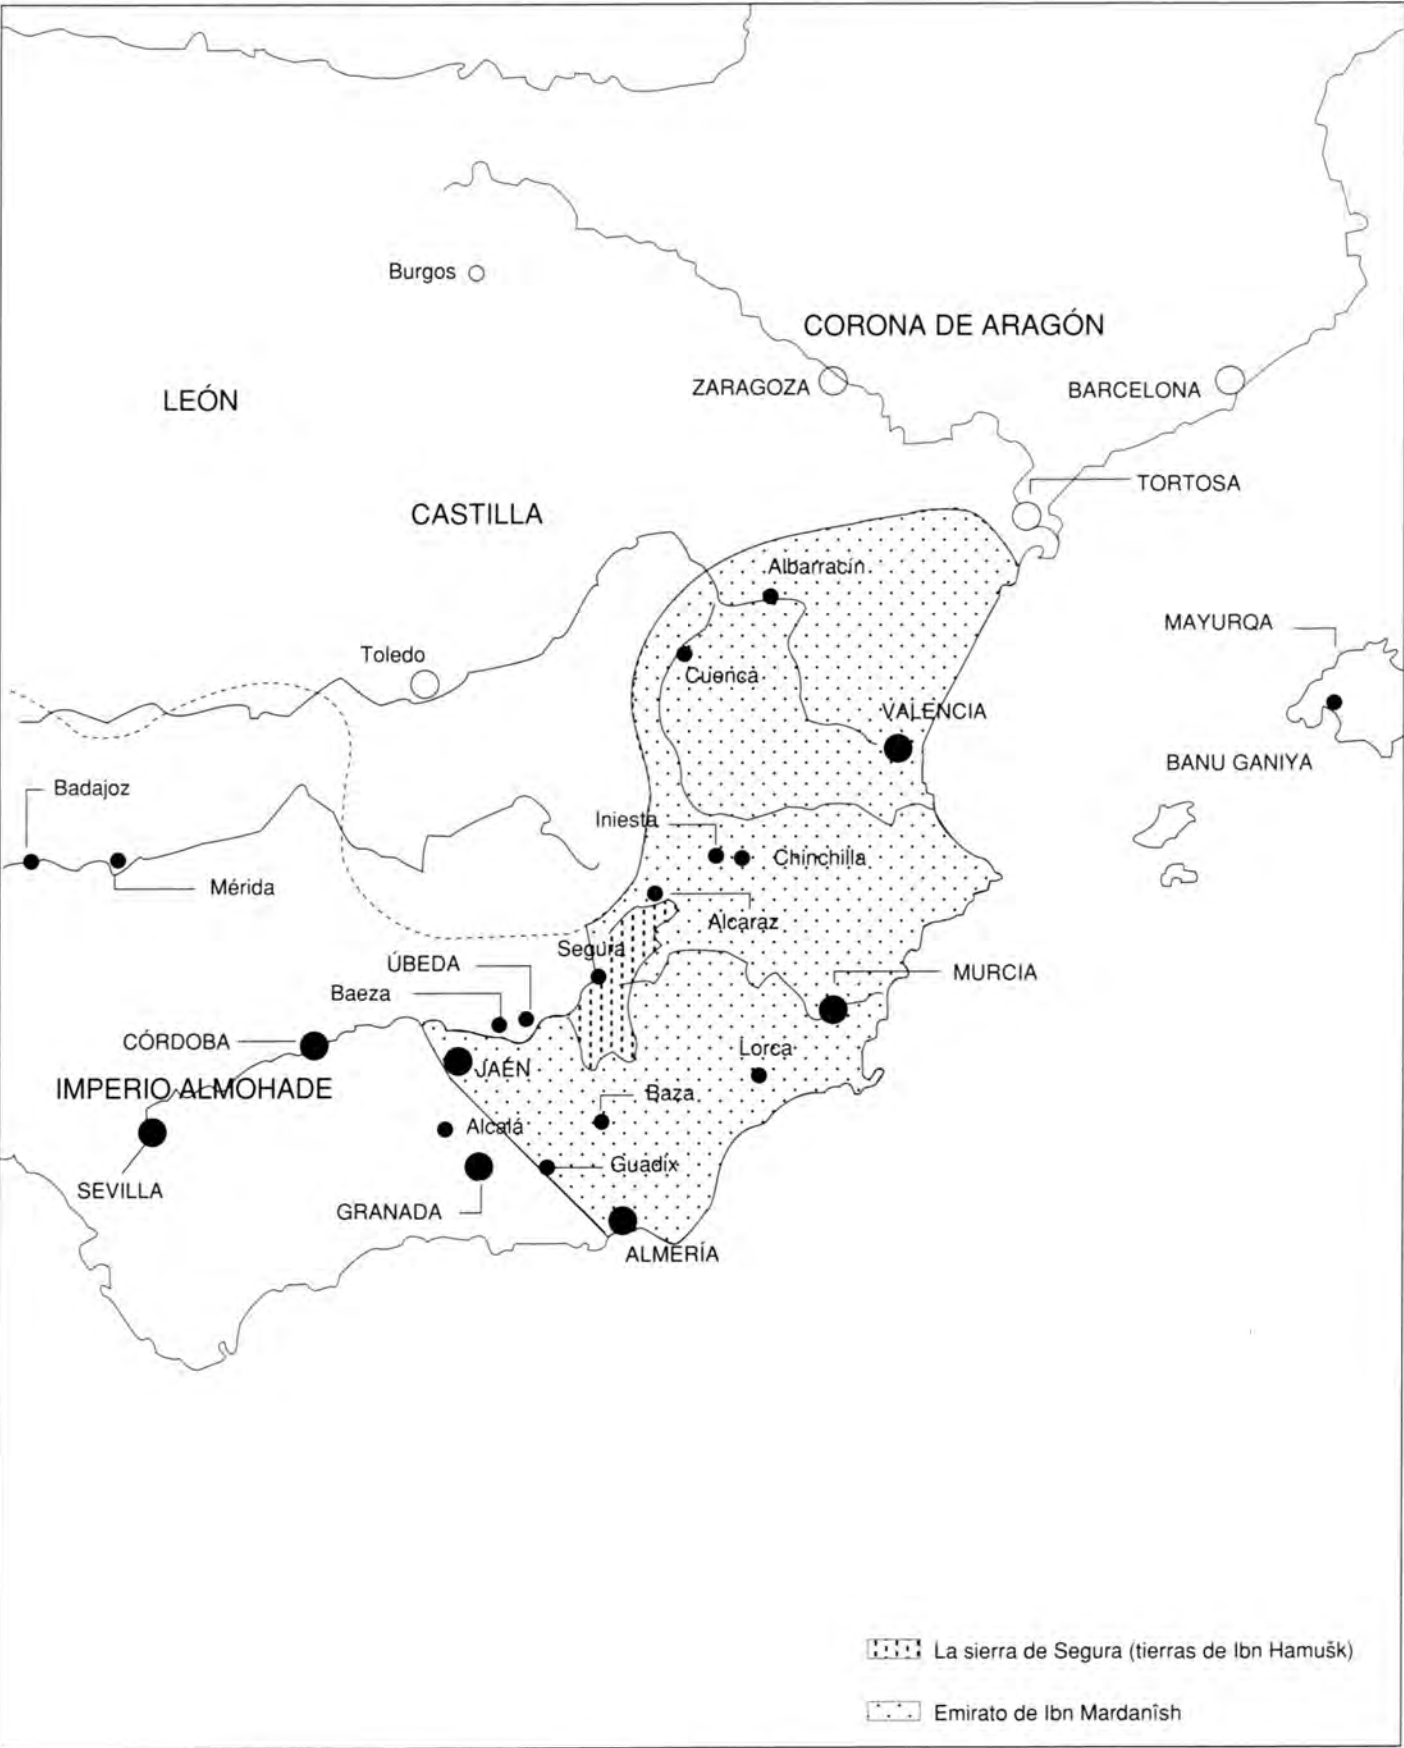 Burgos
CORONA DE ARAGÓN
ZARAGOZA
BARCELONA
LEÓN
TORTOSA
CASTILLA
Albarracín
MAYURQA
Toledo
Cuenca
VALENCIA
BANU GANIYA
Badajoz
Iniesta
Chinchilla
Mérida
Alcaraz
Segura
ÚBEDA
MURCIA
Baeza
CÓRDOBA
Lorca
JAÉN
IMPERIO ALMOHADE
Baza
Alcalá
Guadíx
SEVILLA
GRANADA
ALMERÍA
La sierra de Segura (tierras de Ibn Hamušk)
Emirato de Ibn Mardanîsh